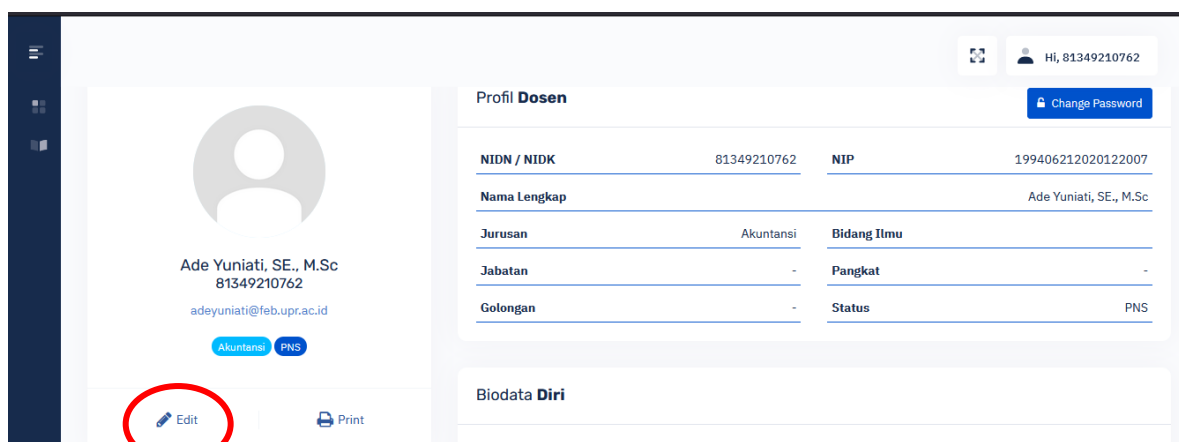 Hi, 81349210762
Profil Dosen
Change Password
NIDN / NIDK 81349210762 NIP 199406212020122007
Nama Lengkap Ade Yuniati, SE., M.Sc
Jurusan Akuntansi Bidang Ilmu
Jabatan - Pangkat -
Golongan - Status PNS
Ade Yuniati, SE., M.Sc
81349210762
adeyuniati@feb.upr.ac.id
Akuntansi PNS
Edit Print
Biodata Diri